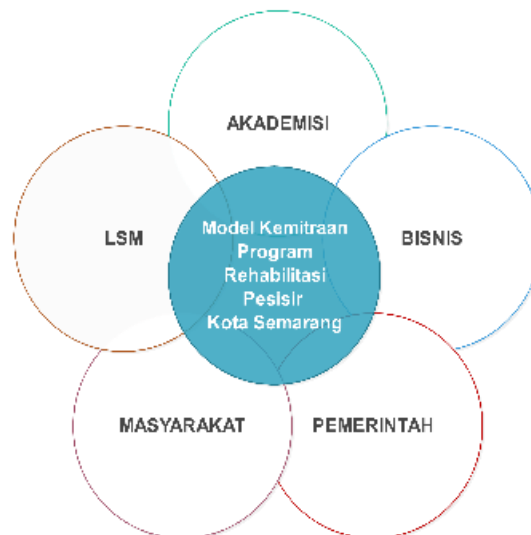 AKADEMISI
LSM
Model Kemitraan
Program
Rehabilitasi
Pesisir
Kota Semarang
BISNIS
MASYARAKAT
PEMERINTAH